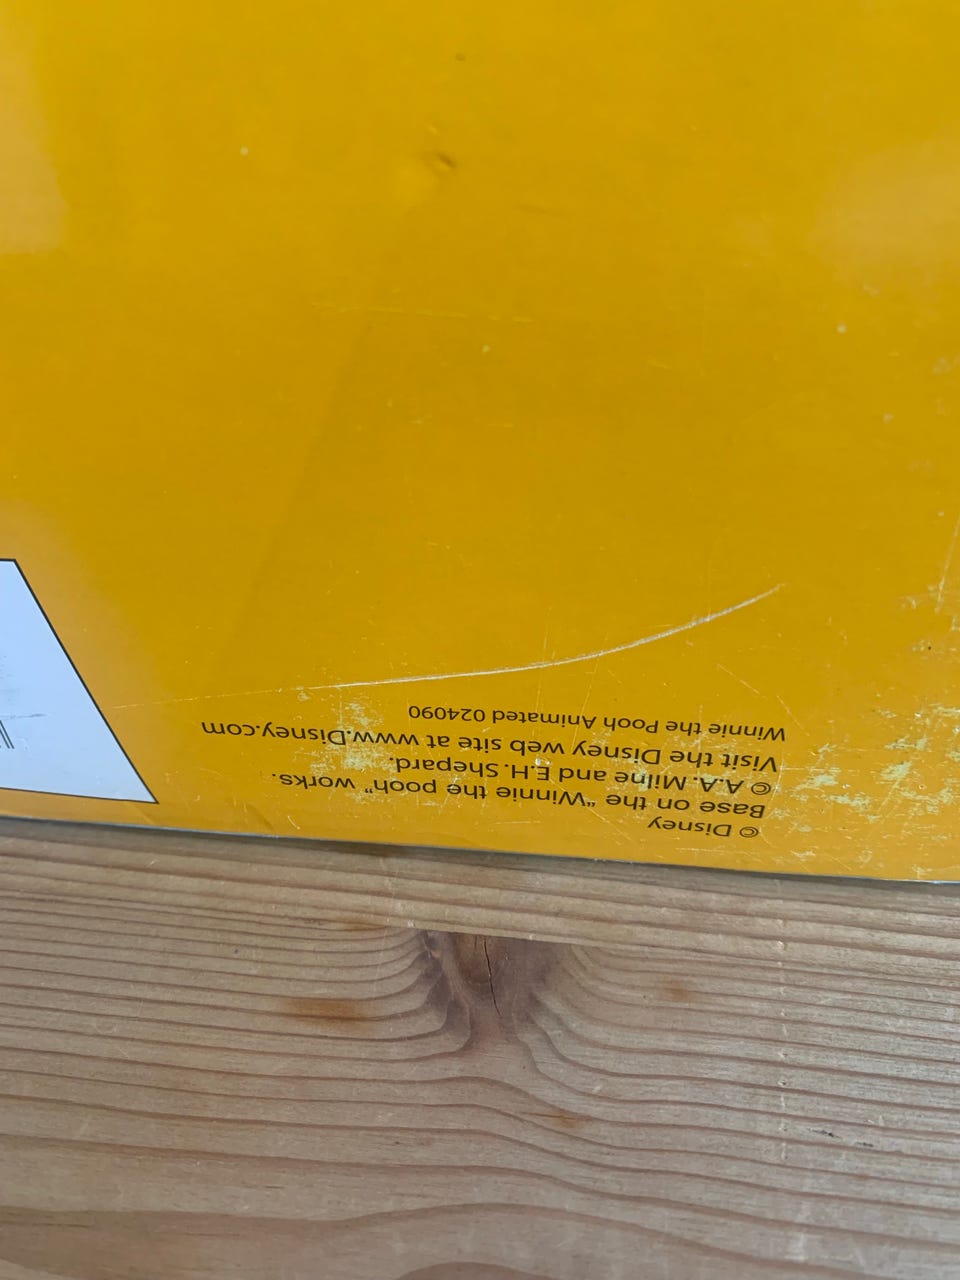 © Disney
Base on the "Winnie the pooh" works.
© A.A. Milne and E.H. Shepard.
Visit the Disney web site at www.Disney.com
Winnie the Pooh Animated 024090